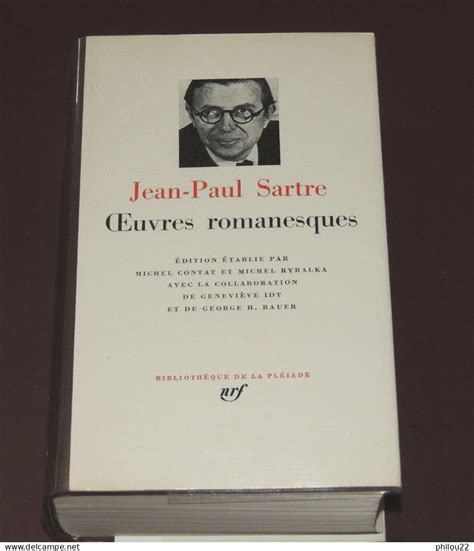 Jean-Paul Sartre
Œuvres romanesques
ÉDITION ÉTABLIE PAR
MICHEL CONTAT ET MICHEL RYBALKA
AVEC LA COLLABORATION
DE GENEVIÈVE IDT
ET DE GEORGE H. BAUER
BIBLIOTHÈQUE DE LA PLÉIADE
nrf
delcampe.net
philou22